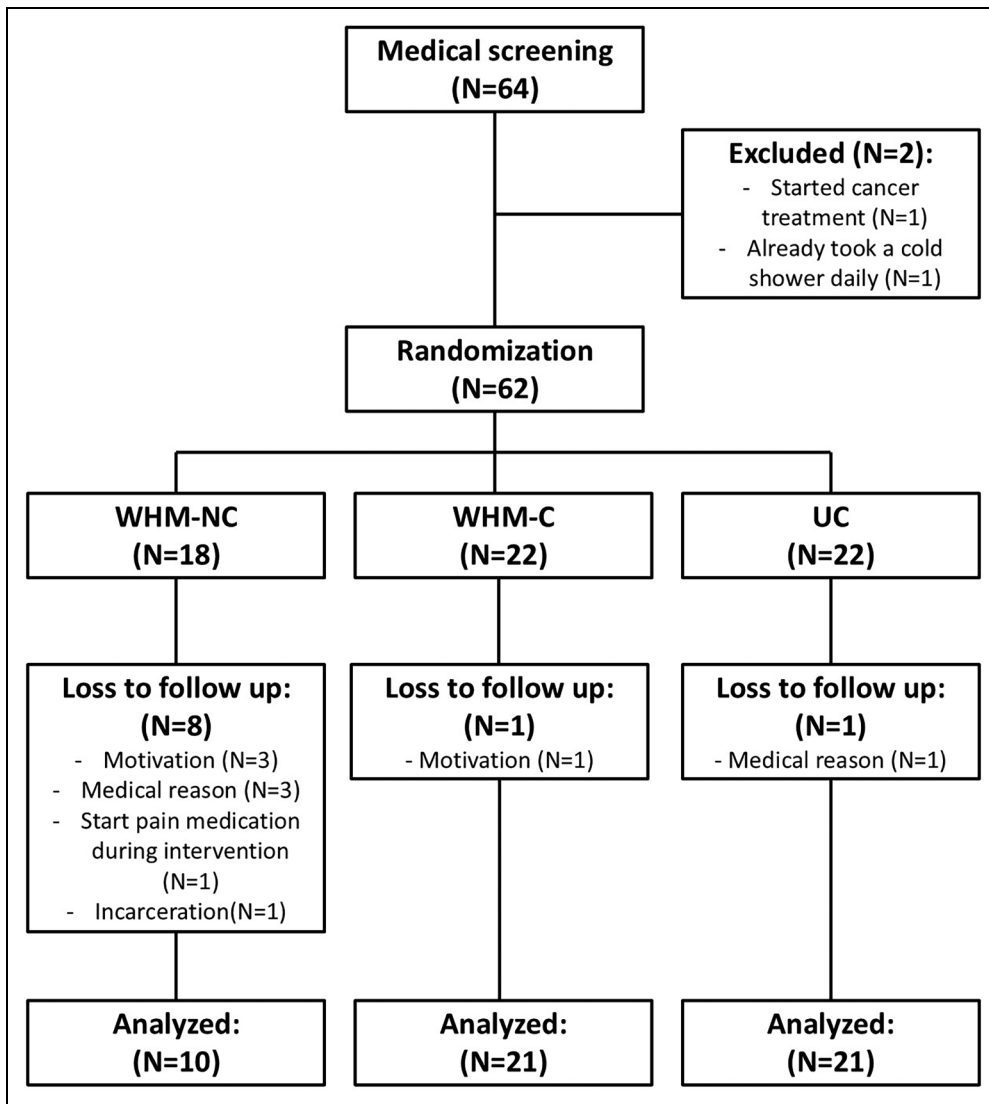 Medical screening
(N=64)
Excluded (N=2):
- Started cancer
treatment (N=1)
- Already took a cold
shower daily (N=1)
Randomization
(N=62)
WHM-NC
(N=18)
WHM-C
(N=22)
UC
(N=22)
Loss to follow up:
(N=8)
- Motivation (N=3)
- Medical reason (N=3)
- Start pain medication
during intervention
(N=1)
- Incarceration(N=1)
Loss to follow up:
(N=1)
- Motivation (N=1)
Loss to follow up:
(N=1)
- Medical reason (N=1)
Analyzed:
(N=10)
Analyzed:
(N=21)
Analyzed:
(N=21)